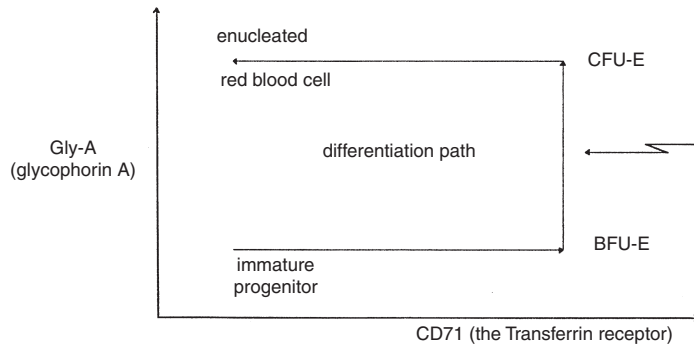 enucleated
CFU-E
red blood cell
Gly-A
(glycophorin A)
differentiation path
BFU-E
immature
progenitor
CD71 (the Transferrin receptor)